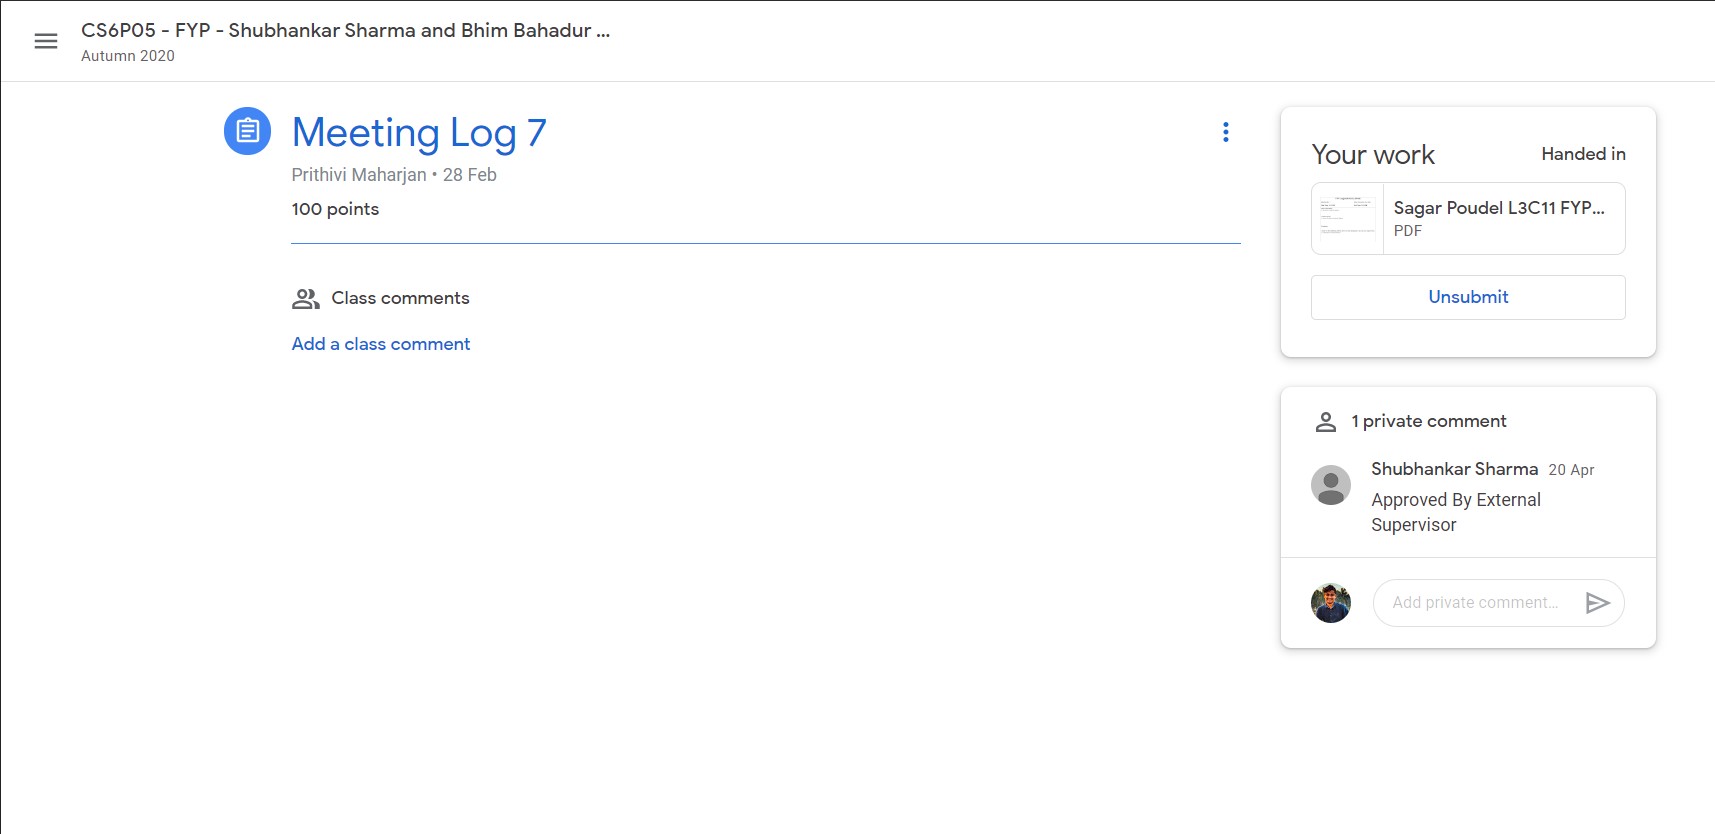 CS6P05 - FYP - Shubhankar Sharma and Bhim Bahadur ...
Autumn 2020
Meeting Log 7
Prithivi Maharjan • 28 Feb
100 points
Class comments
Add a class comment
Your work
Handed in
Sagar Poudel L3C11 FYP...
PDF
Unsubmit
1 private comment
Shubhankar Sharma 20 Apr
Approved By External
Supervisor
Add private comment...